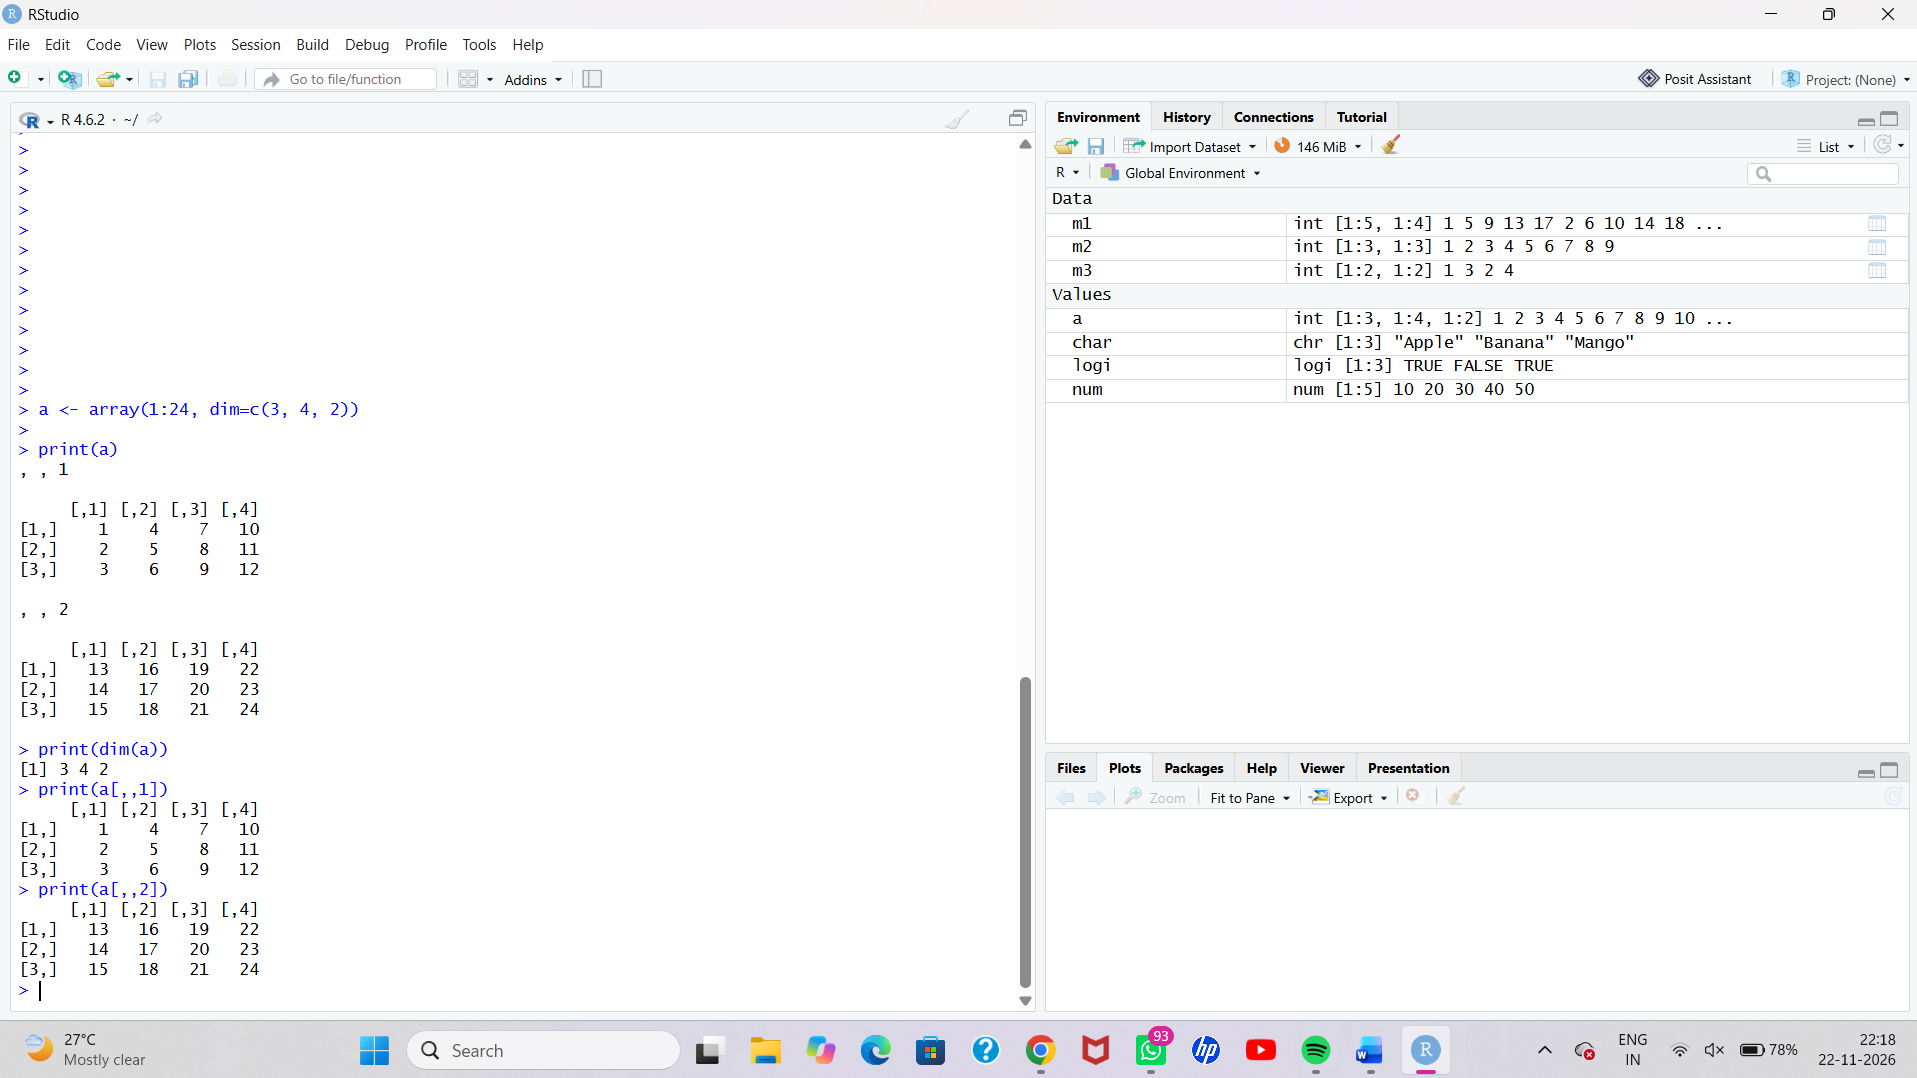 RStudio
File Edit Code View Plots Session Build Debug Profile Tools Help
Go to file/function Addins Posit Assistant Project: (None)
R 4.6.2 · ~/
>
>
>
>
>
>
>
>
>
>
>
>
>
> a <- array(1:24, dim=c(3, 4, 2))
>
> print(a)
, , 1
[,1] [,2] [,3] [,4]
[1,] 1 4 7 10
[2,] 2 5 8 11
[3,] 3 6 9 12
, , 2
[,1] [,2] [,3] [,4]
[1,] 13 16 19 22
[2,] 14 17 20 23
[3,] 15 18 21 24
> print(dim(a))
[1] 3 4 2
> print(a[,,1])
[,1] [,2] [,3] [,4]
[1,] 1 4 7 10
[2,] 2 5 8 11
[3,] 3 6 9 12
> print(a[,,2])
[,1] [,2] [,3] [,4]
[1,] 13 16 19 22
[2,] 14 17 20 23
[3,] 15 18 21 24
>
Environment History Connections Tutorial
Import Dataset 146 MiB List
R Global Environment
Data
m1 int [1:5, 1:4] 1 5 9 13 17 2 6 10 14 18 ...
m2 int [1:3, 1:3] 1 2 3 4 5 6 7 8 9
m3 int [1:2, 1:2] 1 3 2 4
Values
a int [1:3, 1:4, 1:2] 1 2 3 4 5 6 7 8 9 10 ...
char chr [1:3] "Apple" "Banana" "Mango"
logi logi [1:3] TRUE FALSE TRUE
num num [1:5] 10 20 30 40 50
Files Plots Packages Help Viewer Presentation
Zoom Fit to Pane Export
27°C
Mostly clear
Search
93
hp
ENG
IN
78%
22:18
22-11-2026